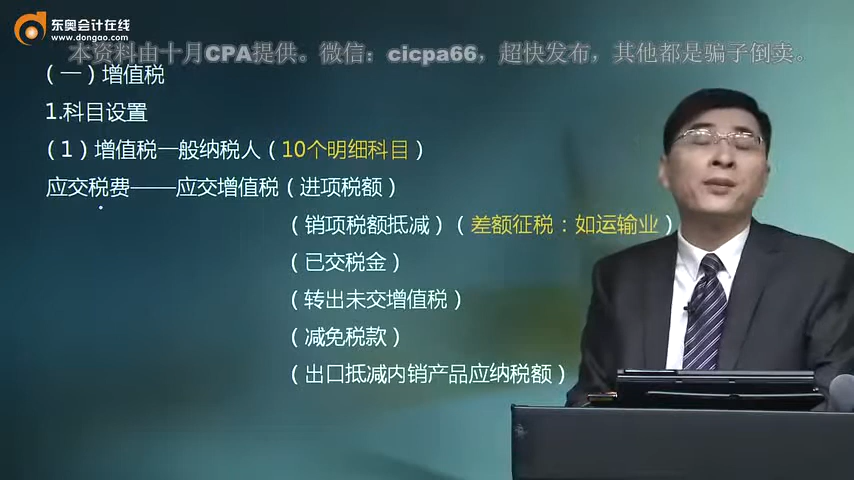 东奥会计在线
www.dongao.com
本资料由十月CPA提供。微信：cicpa66，超快发布，其他都是骗子倒卖。
（一）增值税
1.科目设置
（1）增值税一般纳税人（10个明细科目）
应交税费——应交增值税（进项税额）
（销项税额抵减）（差额征税：如运输业）
（已交税金）
（转出未交增值税）
（减免税款）
（出口抵减内销产品应纳税额）